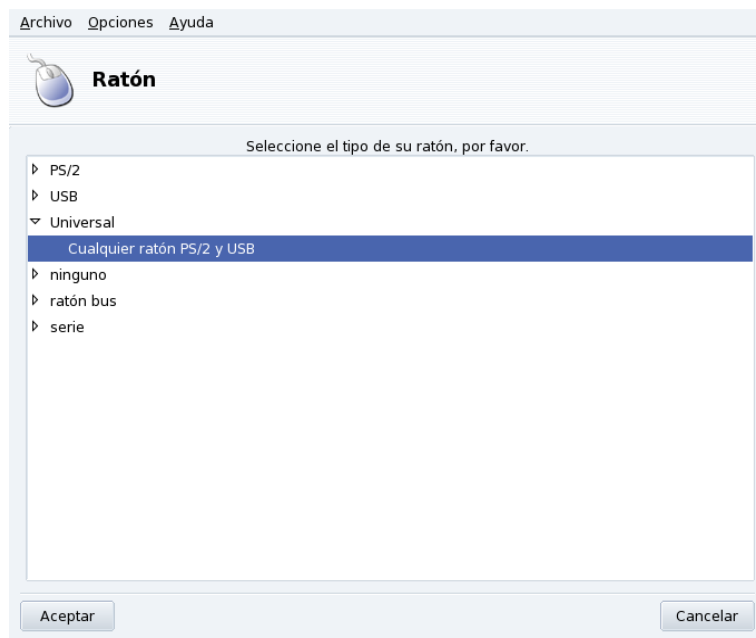 Archivo Opciones Ayuda
Ratón
Seleccione el tipo de su ratón, por favor.
PS/2
USB
Universal
Cualquier ratón PS/2 y USB
ninguno
ratón bus
serie
Aceptar Cancelar